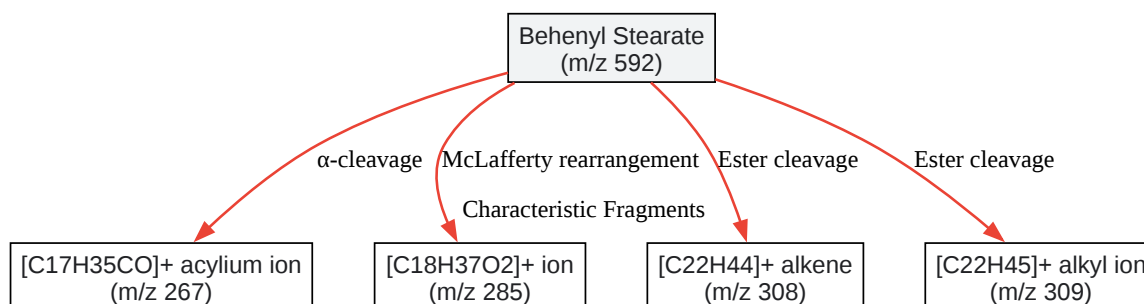 Behenyl Stearate
(m/z 592)
α-cleavage
McLafferty rearrangement
Ester cleavage
Ester cleavage
Characteristic Fragments
[C17H35CO]+ acylium ion
(m/z 267)
[C18H37O2]+ ion
(m/z 285)
[C22H44]+ alkene
(m/z 308)
[C22H45]+ alkyl ion
(m/z 309)